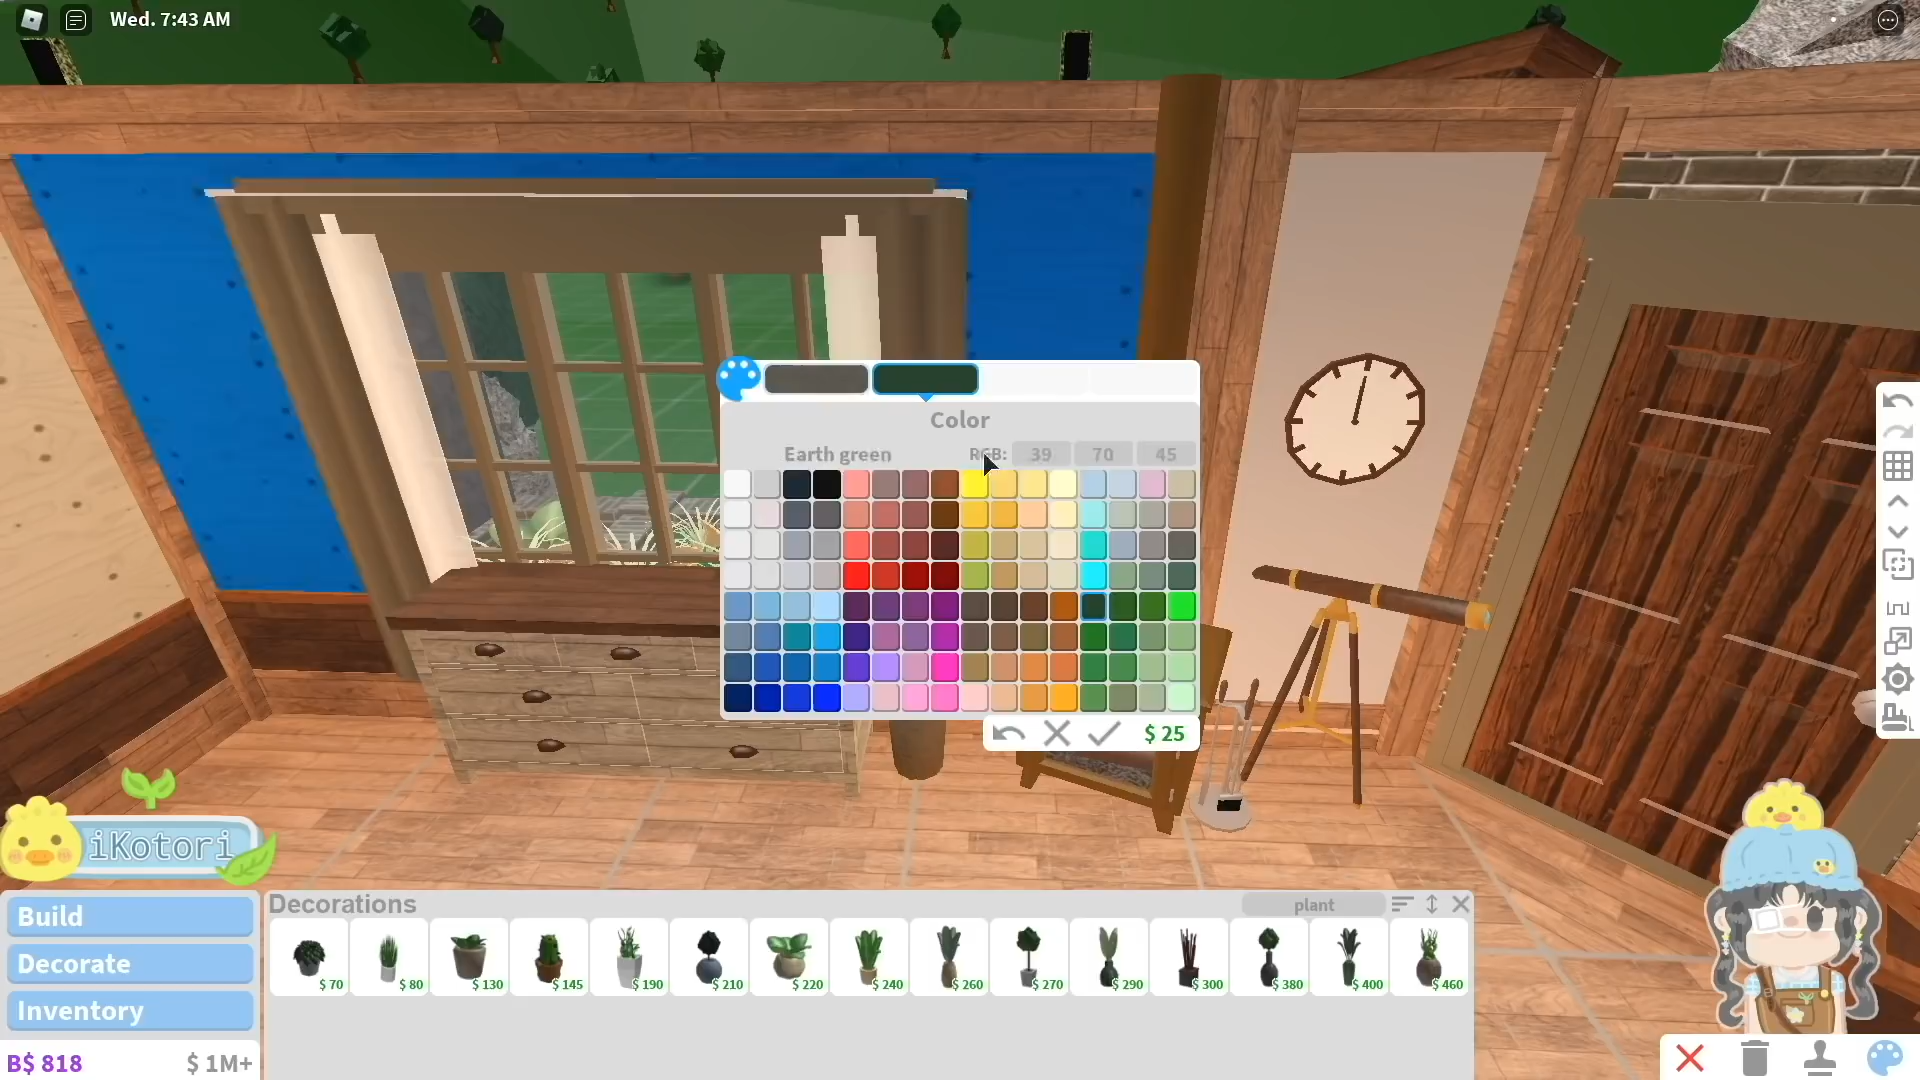 Wed. 7:43 AM
Color
Earth green
RGB: 39 70 45
$ 25
iKotori
Build
Decorate
Inventory
B$ 818
$ 1M+
Decorations
plant
$ 70
$ 80
$ 130
$ 145
$ 190
$ 210
$ 220
$ 240
$ 260
$ 270
$ 290
$ 300
$ 380
$ 400
$ 460